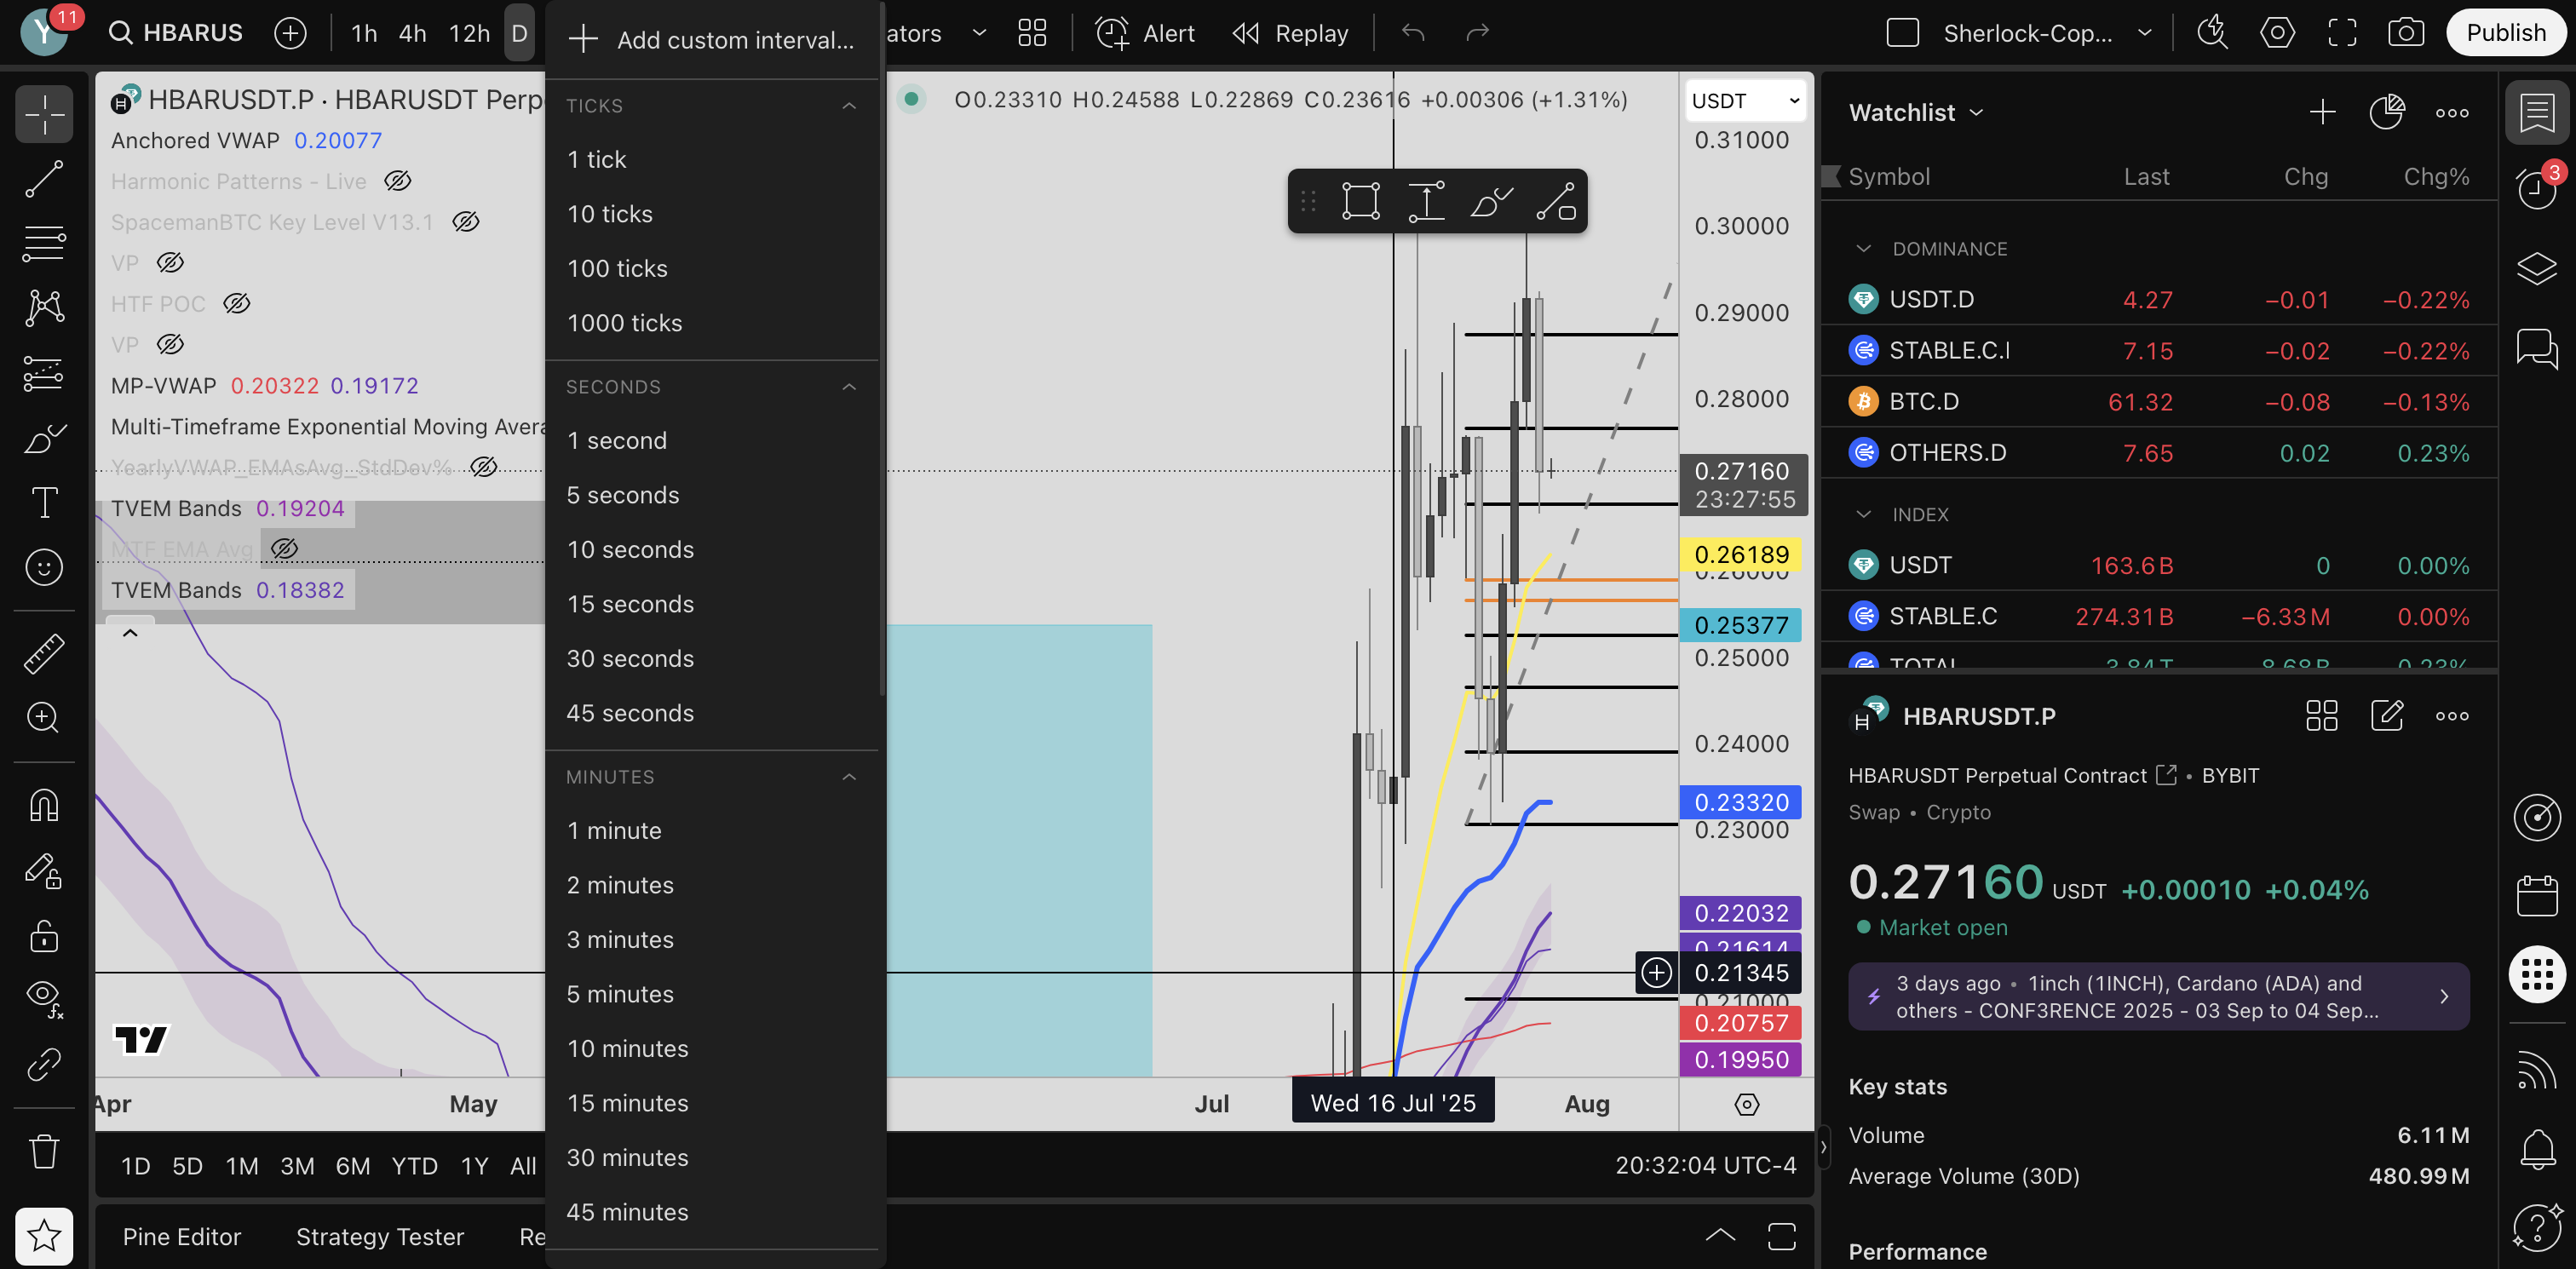 Y 11 HBARUS 1h 4h 12h D ators Alert Replay Sherlock-Cop... Publish
Add custom interval...
TICKS
1 tick
10 ticks
100 ticks
1000 ticks
SECONDS
1 second
5 seconds
10 seconds
15 seconds
30 seconds
45 seconds
MINUTES
1 minute
2 minutes
3 minutes
5 minutes
10 minutes
15 minutes
30 minutes
45 minutes
HBARUSDT.P · HBARUSDT Perp
O0.23310 H0.24588 L0.22869 C0.23616 +0.00306 (+1.31%)
Anchored VWAP 0.20077
Harmonic Patterns - Live
SpacemanBTC Key Level V13.1
VP
HTF POC
VP
MP-VWAP 0.20322 0.19172
Multi-Timeframe Exponential Moving Avera
YearlyVWAP_EMAsAvg_StdDev%
TVEM Bands 0.19204
MTF EMA Avg
TVEM Bands 0.18382
USDT
0.31000
0.30000
0.29000
0.28000
0.27160
23:27:55
0.26189
0.26000
0.25377
0.25000
0.24000
0.23320
0.23000
0.22032
0.21614
0.21345
0.21000
0.20757
0.19950
Apr May Jul Wed 16 Jul '25 Aug
1D 5D 1M 3M 6M YTD 1Y All
20:32:04 UTC-4
Pine Editor Strategy Tester Re
Watchlist
Symbol Last Chg Chg%
DOMINANCE
USDT.D 4.27 −0.01 −0.22%
STABLE.C.I 7.15 −0.02 −0.22%
BTC.D 61.32 −0.08 −0.13%
OTHERS.D 7.65 0.02 0.23%
INDEX
USDT 163.6 B 0 0.00%
STABLE.C 274.31 B −6.33 M 0.00%
TOTAL 3.84 T 8.68 B 0.23%
HBARUSDT.P
HBARUSDT Perpetual Contract • BYBIT
Swap • Crypto
0.27160 USDT +0.00010 +0.04%
Market open
3 days ago • 1inch (1INCH), Cardano (ADA) and
others - CONF3RENCE 2025 - 03 Sep to 04 Sep...
Key stats
Volume 6.11 M
Average Volume (30D) 480.99 M
Performance
3